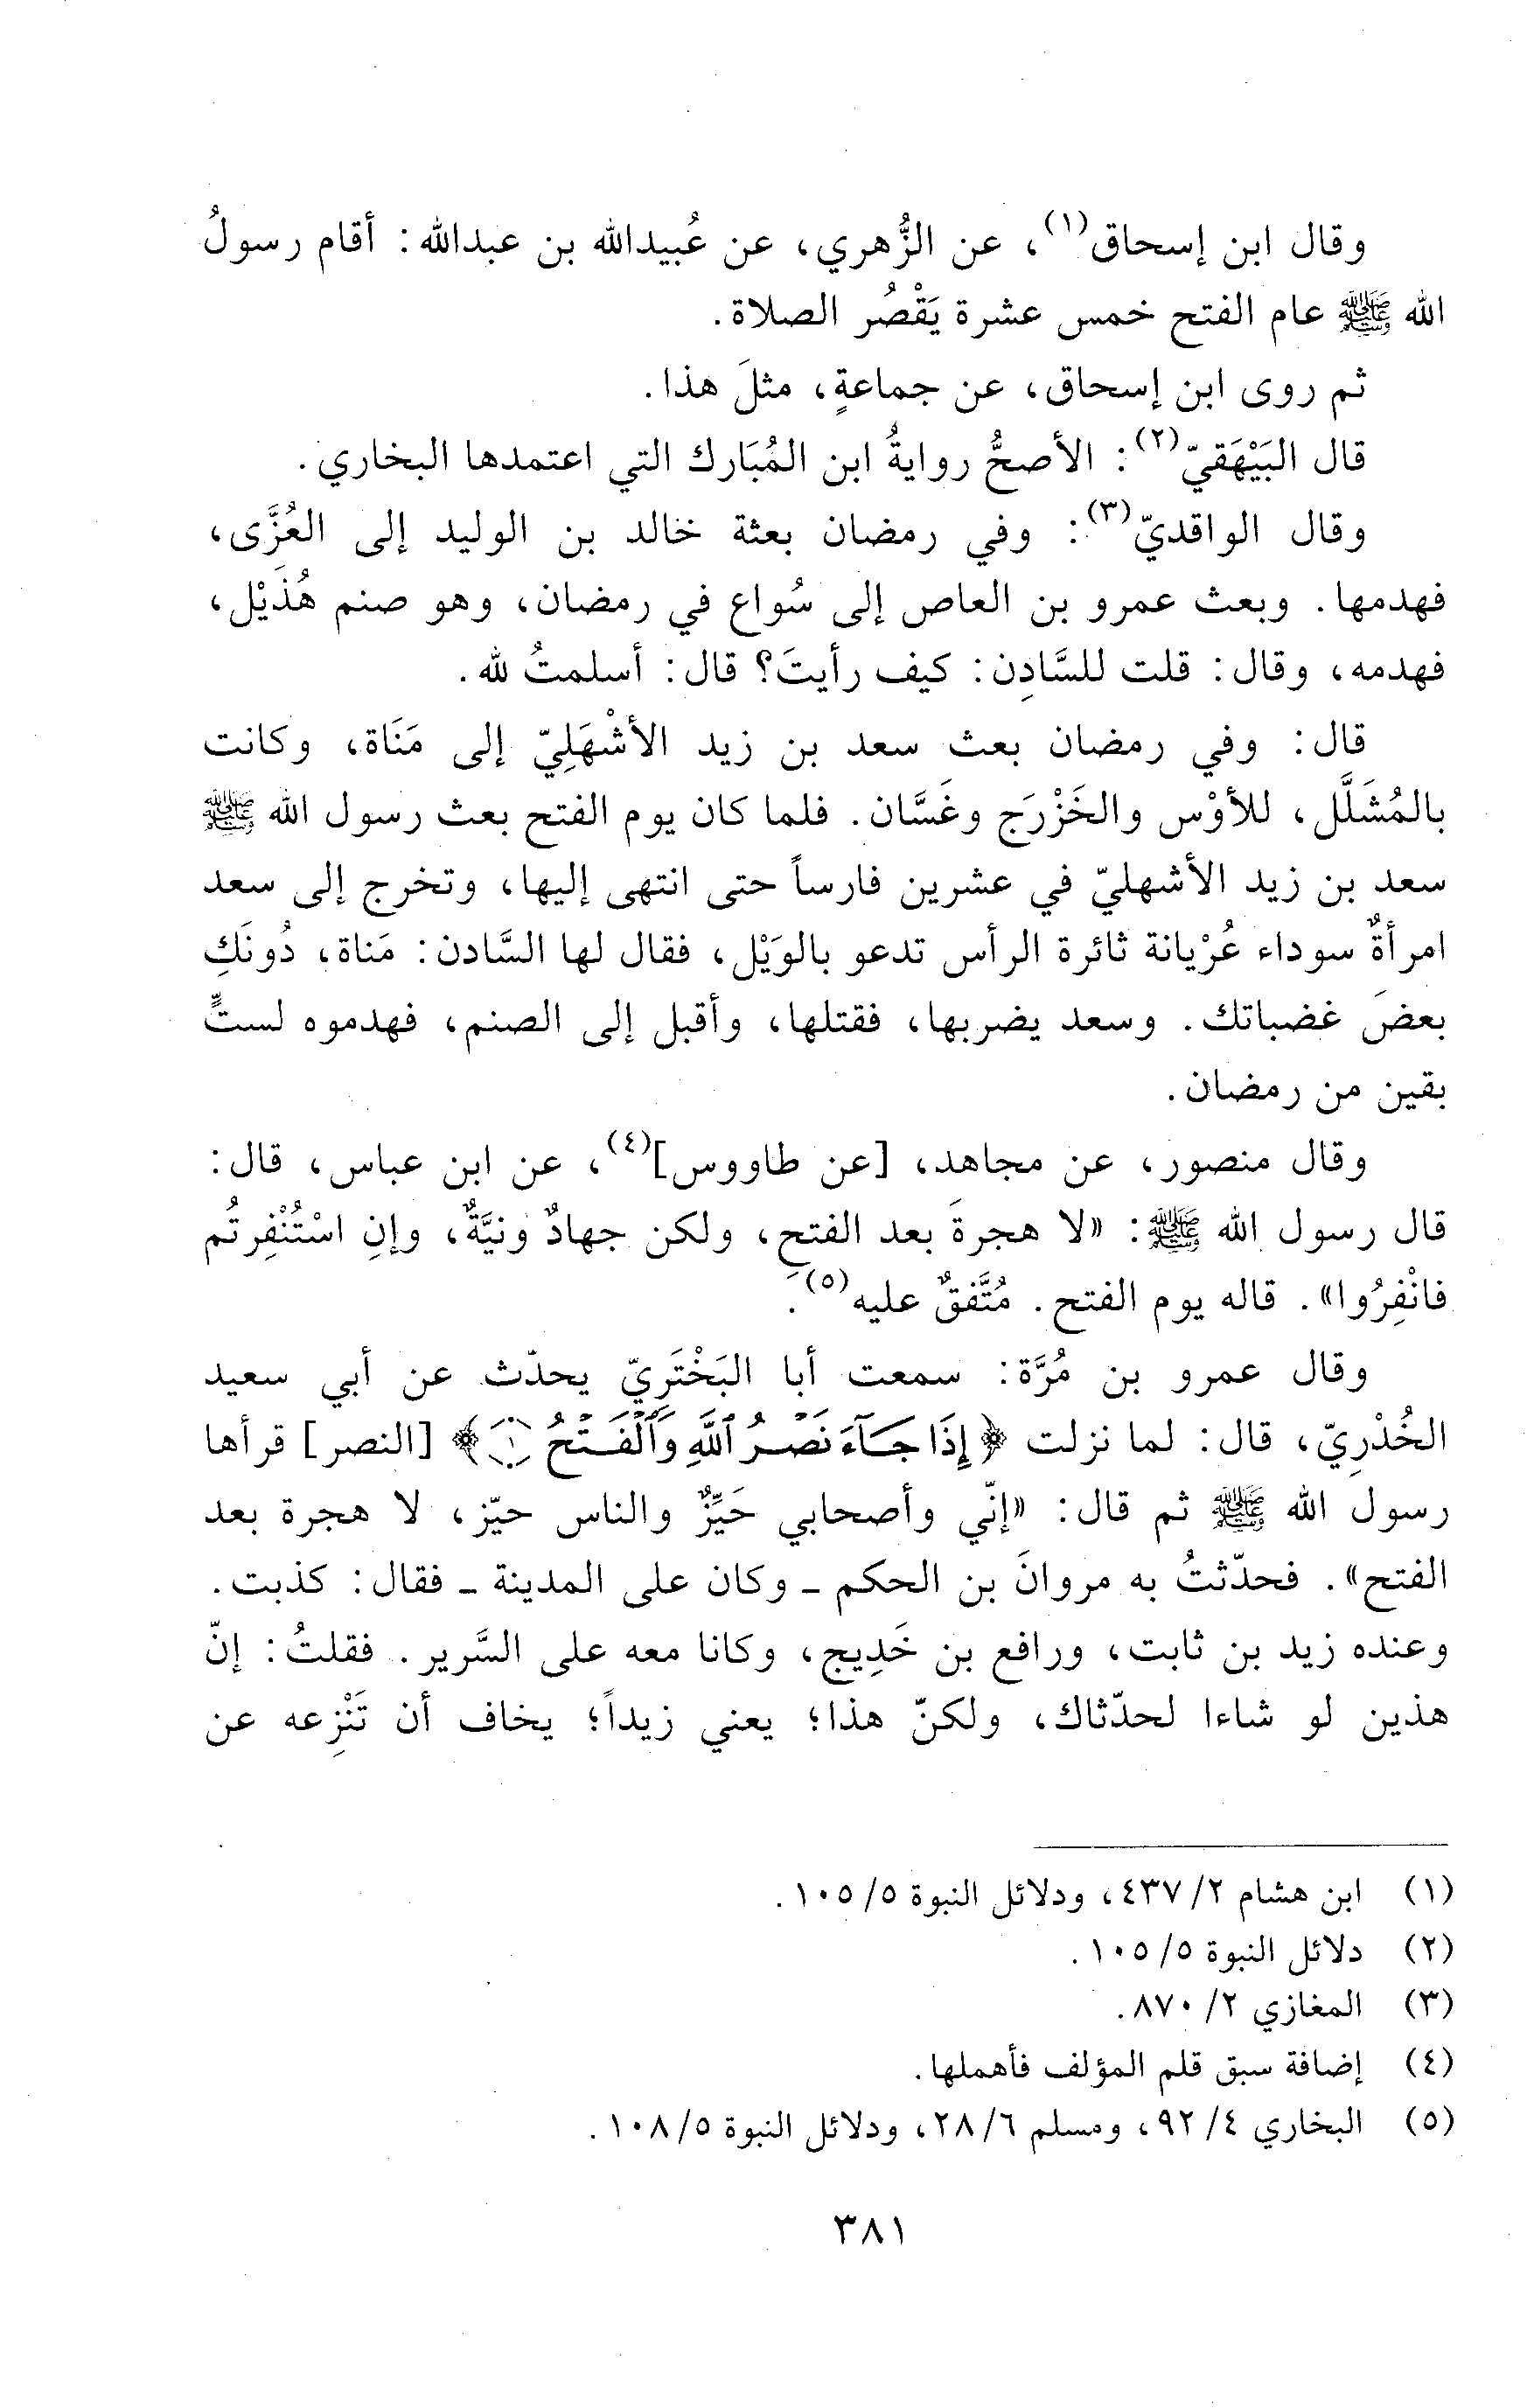 وقال ابن إسحاق(١)، عن الزُّهري، عن عُبيدالله بن عبدالله: أقام رسولُ
الله ﷺ عام الفتح خمس عشرة يَقْصُر الصلاة.
ثم روى ابن إسحاق، عن جماعةٍ، مثلَ هذا.
قال البَيْهَقيّ(٢): الأصحُّ روايةُ ابن المُبَارك التي اعتمدها البخاري.
وقال الواقديّ(٣): وفي رمضان بعثة خالد بن الوليد إلى العُزَّى،
فهدمها. وبعث عمرو بن العاص إلى سُواع في رمضان، وهو صنم هُذَيْل،
فهدمه، وقال: قلت للسَّادِن: كيف رأيتَ؟ قال: أسلمتُ لله.
قال: وفي رمضان بعث سعد بن زيد الأشْهَلِيّ إلى مَنَاة، وكانت
بالمُشَلَّل، للأوْس والخَزْرَج وغَسَّان. فلما كان يوم الفتح بعث رسول الله ﷺ
سعد بن زيد الأشهليّ في عشرين فارساً حتى انتهى إليها، وتخرج إلى سعد
امرأةٌ سوداء عُرْيانة ثائرة الرأس تدعو بالوَيْل، فقال لها السَّادن: مَناة، دُونَكِ
بعضَ غضباتك. وسعد يضربها، فقتلها، وأقبل إلى الصنم، فهدموه لستٍّ
بقين من رمضان.
وقال منصور، عن مجاهد، [عن طاووس](٤)، عن ابن عباس، قال:
قال رسول الله ﷺ: «لا هجرةَ بعد الفتحِ، ولكن جهادٌ ونيَّةٌ، وإنِ اسْتُنْفِرتُم
فانْفِرُوا». قاله يوم الفتح. مُتَّفقٌ عليه(٥).
وقال عمرو بن مُرَّة: سمعت أبا البَخْتَرِيّ يحدّث عن أبي سعيد
الخُدْرِيّ، قال: لما نزلت ﴿إِذَا جَآءَ نَصْرُ ٱللَّهِ وَٱلْفَتْحُ ۝١﴾ [النصر] قرأها
رسول الله ﷺ ثم قال: «إنّي وأصحابي حَيِّزٌ والناس حيّز، لا هجرة بعد
الفتح». فحدّثتُ به مروانَ بن الحكم ـ وكان على المدينة ـ فقال: كذبت.
وعنده زيد بن ثابت، ورافع بن خَدِيج، وكانا معه على السَّرير. فقلتُ: إنّ
هذين لو شاءا لحدّثاك، ولكنّ هذا؛ يعني زيداً؛ يخاف أن تَنْزِعه عن
(١) ابن هشام ٢/ ٤٣٧، ودلائل النبوة ٥/ ١٠٥.
(٢) دلائل النبوة ٥/ ١٠٥.
(٣) المغازي ٢/ ٨٧٠.
(٤) إضافة سبق قلم المؤلف فأهملها.
(٥) البخاري ٤/ ٩٢، ومسلم ٦/ ٢٨، ودلائل النبوة ٥/ ١٠٨.
٣٨١